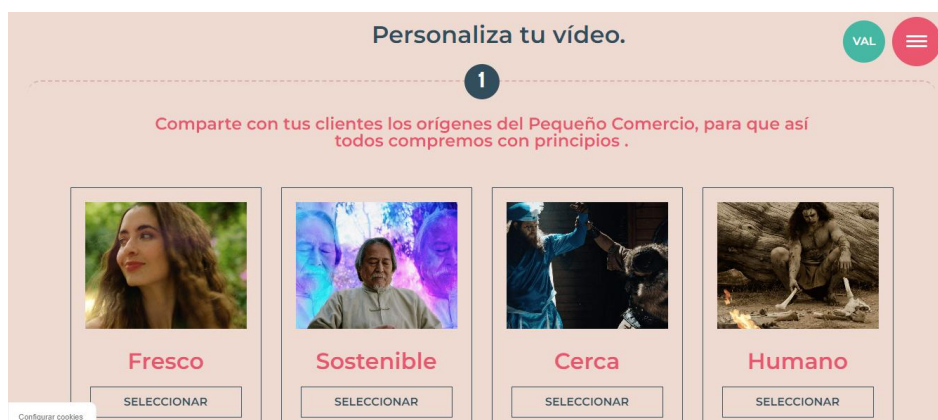 Personaliza tu vídeo.
VAL
1
Comparte con tus clientes los orígenes del Pequeño Comercio, para que así
todos compremos con principios .
Fresco
Sostenible
Cerca
Humano
SELECCIONAR
SELECCIONAR
SELECCIONAR
SELECCIONAR
Configurar cookies